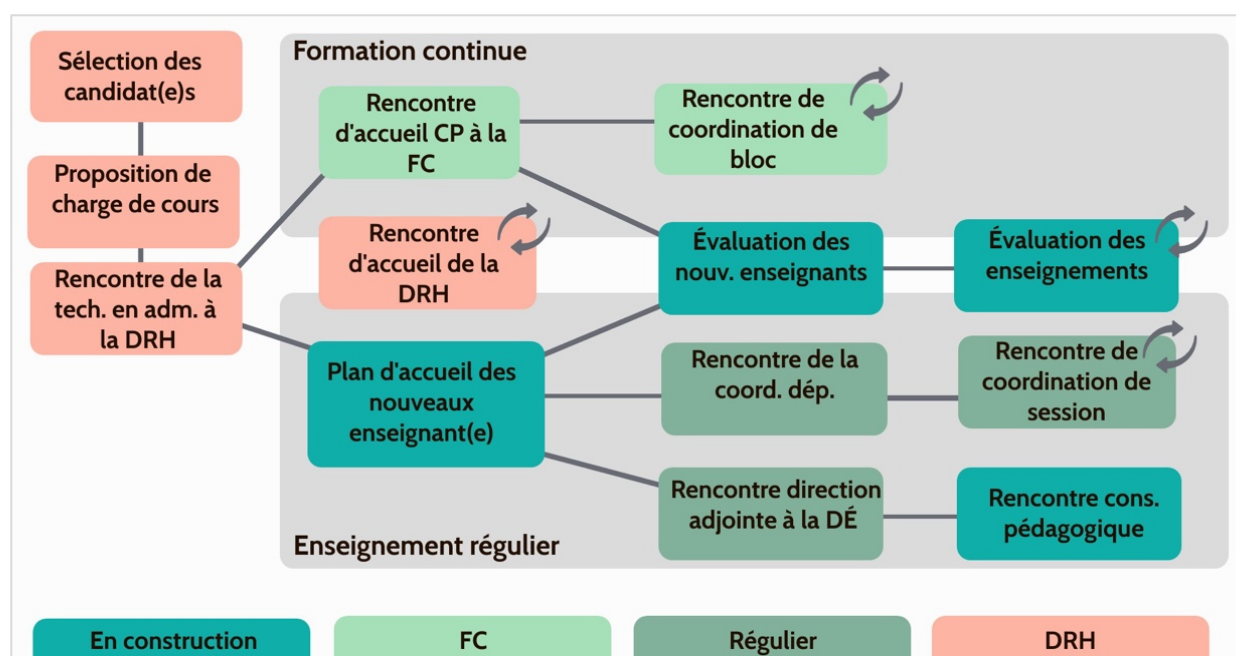 Sélection des
candidat(e)s
Proposition de
charge de cours
Rencontre de la
tech. en adm. à
la DRH
Formation continue
Rencontre
d'accueil CP à la
FC
Rencontre de
coordination de
bloc
Rencontre
d'accueil de la
DRH
Évaluation des
nouv. enseignants
Évaluation des
enseignements
Plan d'accueil des
nouveaux
enseignant(e)
Rencontre de la
coord. dép.
Rencontre de
coordination de
session
Rencontre direction
adjointe à la DÉ
Rencontre cons.
pédagogique
Enseignement régulier
En construction
FC
Régulier
DRH